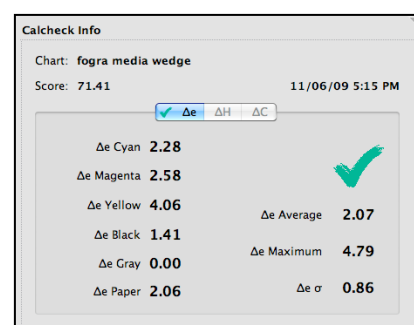 Calcheck Info
Chart: fogra media wedge
Score: 71.41 11/06/09 5:15 PM
Δe ΔH ΔC
Δe Cyan 2.28
Δe Magenta 2.58
Δe Yellow 4.06
Δe Black 1.41
Δe Gray 0.00
Δe Paper 2.06
Δe Average 2.07
Δe Maximum 4.79
Δe σ 0.86